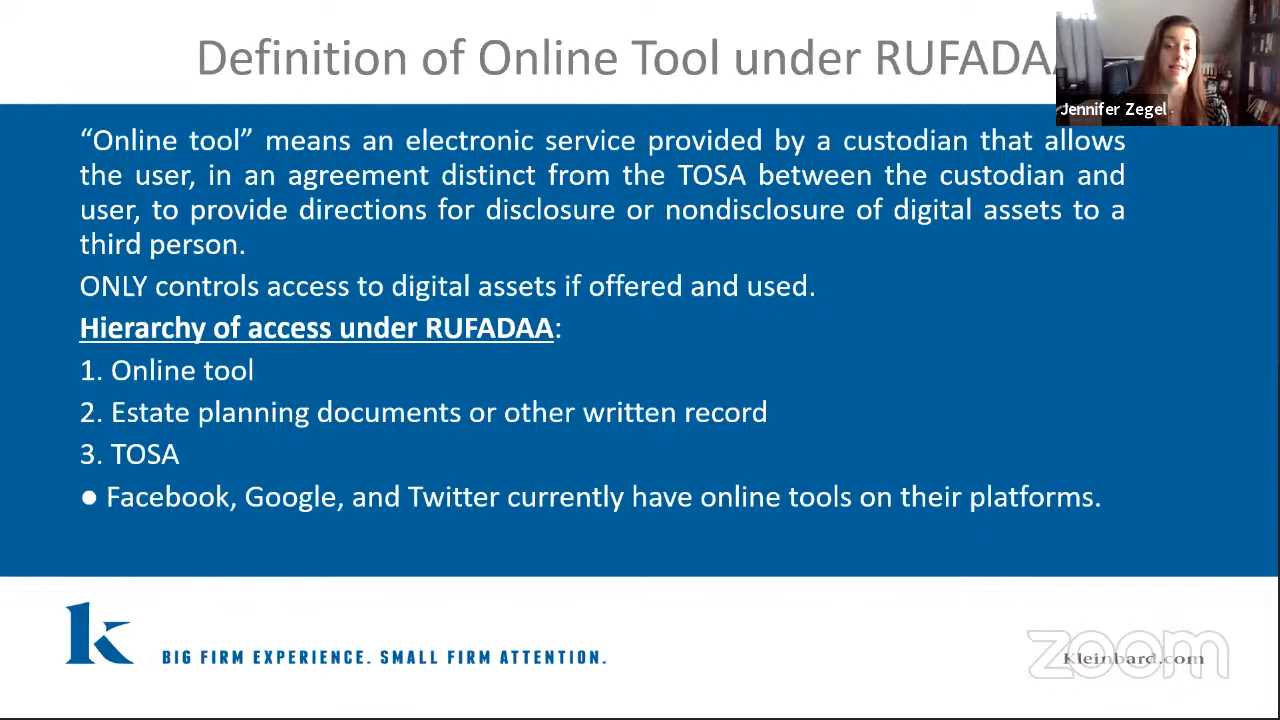 Definition of Online Tool under RUFADAA
Jennifer Zegel
“Online tool” means an electronic service provided by a custodian that allows
the user, in an agreement distinct from the TOSA between the custodian and
user, to provide directions for disclosure or nondisclosure of digital assets to a
third person.
ONLY controls access to digital assets if offered and used.
Hierarchy of access under RUFADAA:
1. Online tool
2. Estate planning documents or other written record
3. TOSA
● Facebook, Google, and Twitter currently have online tools on their platforms.
k
BIG FIRM EXPERIENCE. SMALL FIRM ATTENTION.
zoom
Kleinbard.com